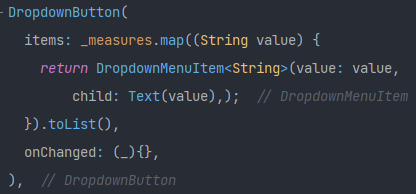 DropdownButton(
items: _measures.map((String value) {
return DropdownMenuItem<String>(value: value,
child: Text(value),);  // DropdownMenuItem
}).toList(),
onChanged: (_){},
),  // DropdownButton